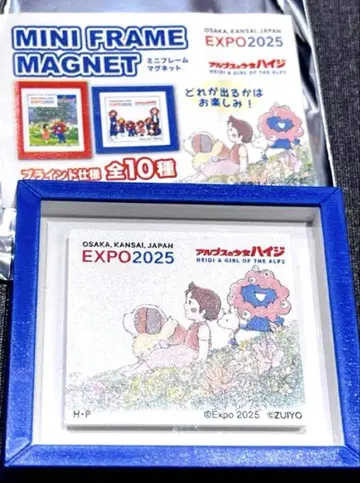 MINI FRAME
MAGNET
ミニフレーム
マグネット
OSAKA, KANSAI, JAPAN
EXPO2025
アルプスの少女ハイジ
HEIDI A GIRL OF THE ALPS
どれが出るかは
お楽しみ!
ブラインド仕様 全10種
OSAKA, KANSAI, JAPAN
EXPO2025
アルプスの少女ハイジ
HEIDI A GIRL OF THE ALPS
H・P
©Expo 2025 ©ZUIYO